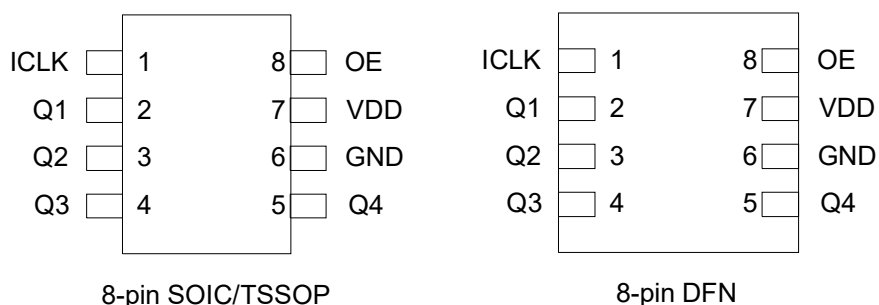 ICLK 1 8 OE
Q1 2 7 VDD
Q2 3 6 GND
Q3 4 5 Q4
8-pin SOIC/TSSOP
ICLK 1 8 OE
Q1 2 7 VDD
Q2 3 6 GND
Q3 4 5 Q4
8-pin DFN